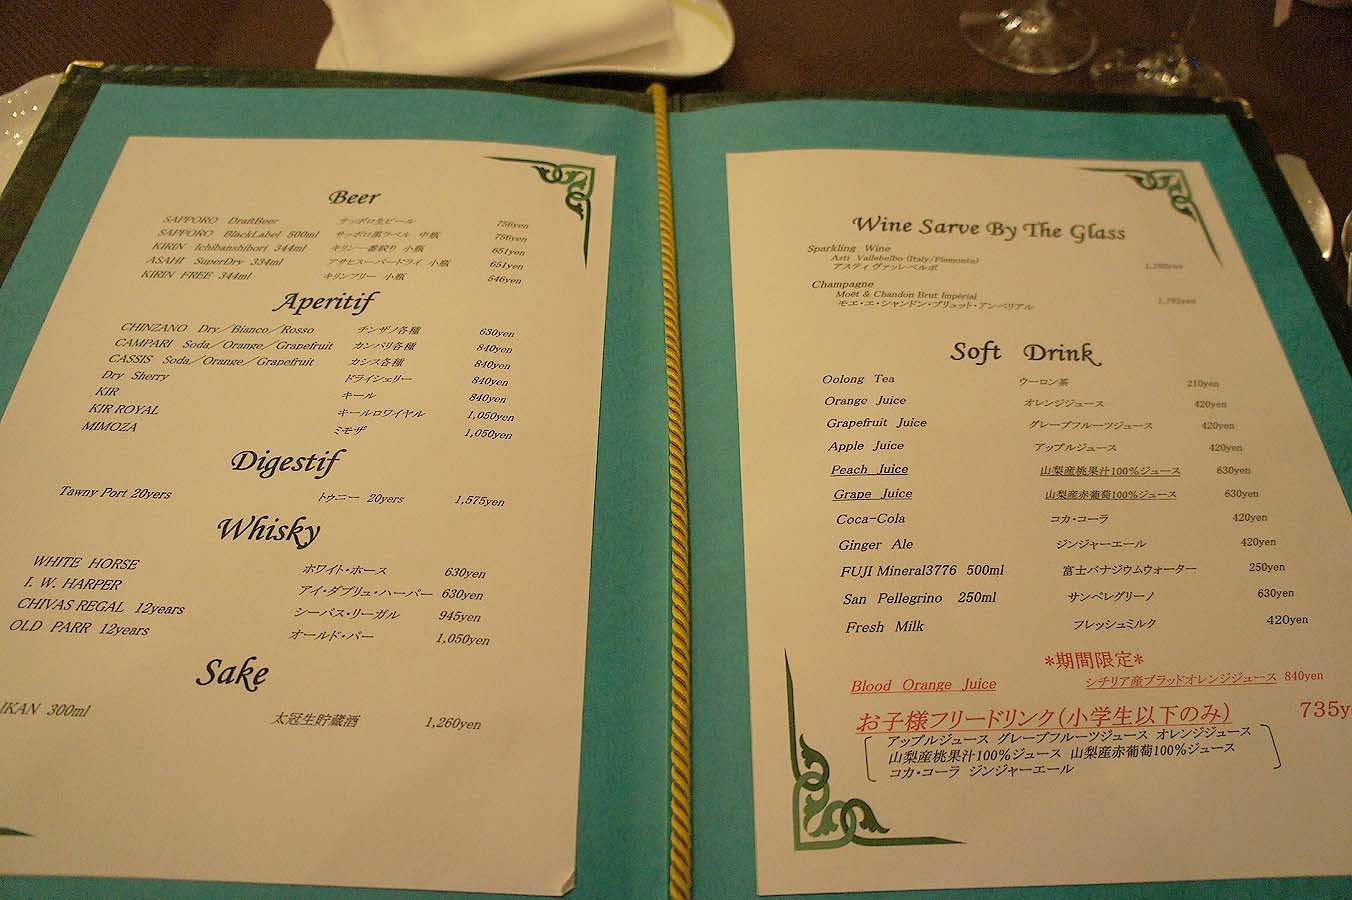 Beer
SAPPORO DraftBeer サッポロ生ビール 756yen
SAPPORO BlackLabel 500ml サッポロ黒ラベル 中瓶 756yen
KIRIN Ichibanshibori 344ml キリン一番絞り 小瓶 651yen
ASAHI SuperDry 334ml アサヒスーパードライ 小瓶 651yen
KIRIN FREE 344ml キリンフリー 小瓶 546yen
Aperitif
CHINZANO Dry／Bianco／Rosso チンザノ各種 630yen
CAMPARI Soda／Orange／Grapefruit カンパリ各種 840yen
CASSIS Soda／Orange／Grapefruit カシス各種 840yen
Dry Sherry ドライシェリー 840yen
KIR キール 840yen
KIR ROYAL キールロワイヤル 1,050yen
MIMOZA ミモザ 1,050yen
Digestif
Tawny Port 20yers トゥニー 20yers 1,575yen
Whisky
WHITE HORSE ホワイト・ホース 630yen
I. W. HARPER アイ・ダブリュ・ハーパー 630yen
CHIVAS REGAL 12years シーバス・リーガル 945yen
OLD PARR 12years オールド・パー 1,050yen
Sake
IKAN 300ml 太冠生貯蔵酒 1,260yen
Wine Sarve By The Glass
Sparkling Wine
Asti Vallebelbo (Italy/Piemonte)
アスティ ヴァッレベルボ
Champagne
Moët & Chandon Brut Impérial
モエ・エ・シャンドン・ブリュット・アンペリアル
Soft Drink
Oolong Tea ウーロン茶 210yen
Orange Juice オレンジジュース 420yen
Grapefruit Juice グレープフルーツジュース 420yen
Apple Juice アップルジュース 420yen
Peach Juice 山梨産桃果汁100％ジュース 630yen
Grape Juice 山梨産赤葡萄100％ジュース 630yen
Coca-Cola コカ・コーラ 420yen
Ginger Ale ジンジャーエール 420yen
FUJI Mineral3776 500ml 富士バナジウムウォーター 250yen
San Pellegrino 250ml サンペレグリーノ 630yen
Fresh Milk フレッシュミルク 420yen
*期間限定*
Blood Orange Juice シチリア産ブラッドオレンジジュース 840yen
お子様フリードリンク（小学生以下のみ） 735y
アップルジュース グレープフルーツジュース オレンジジュース
山梨産桃果汁100％ジュース 山梨産赤葡萄100％ジュース
コカ・コーラ ジンジャーエール